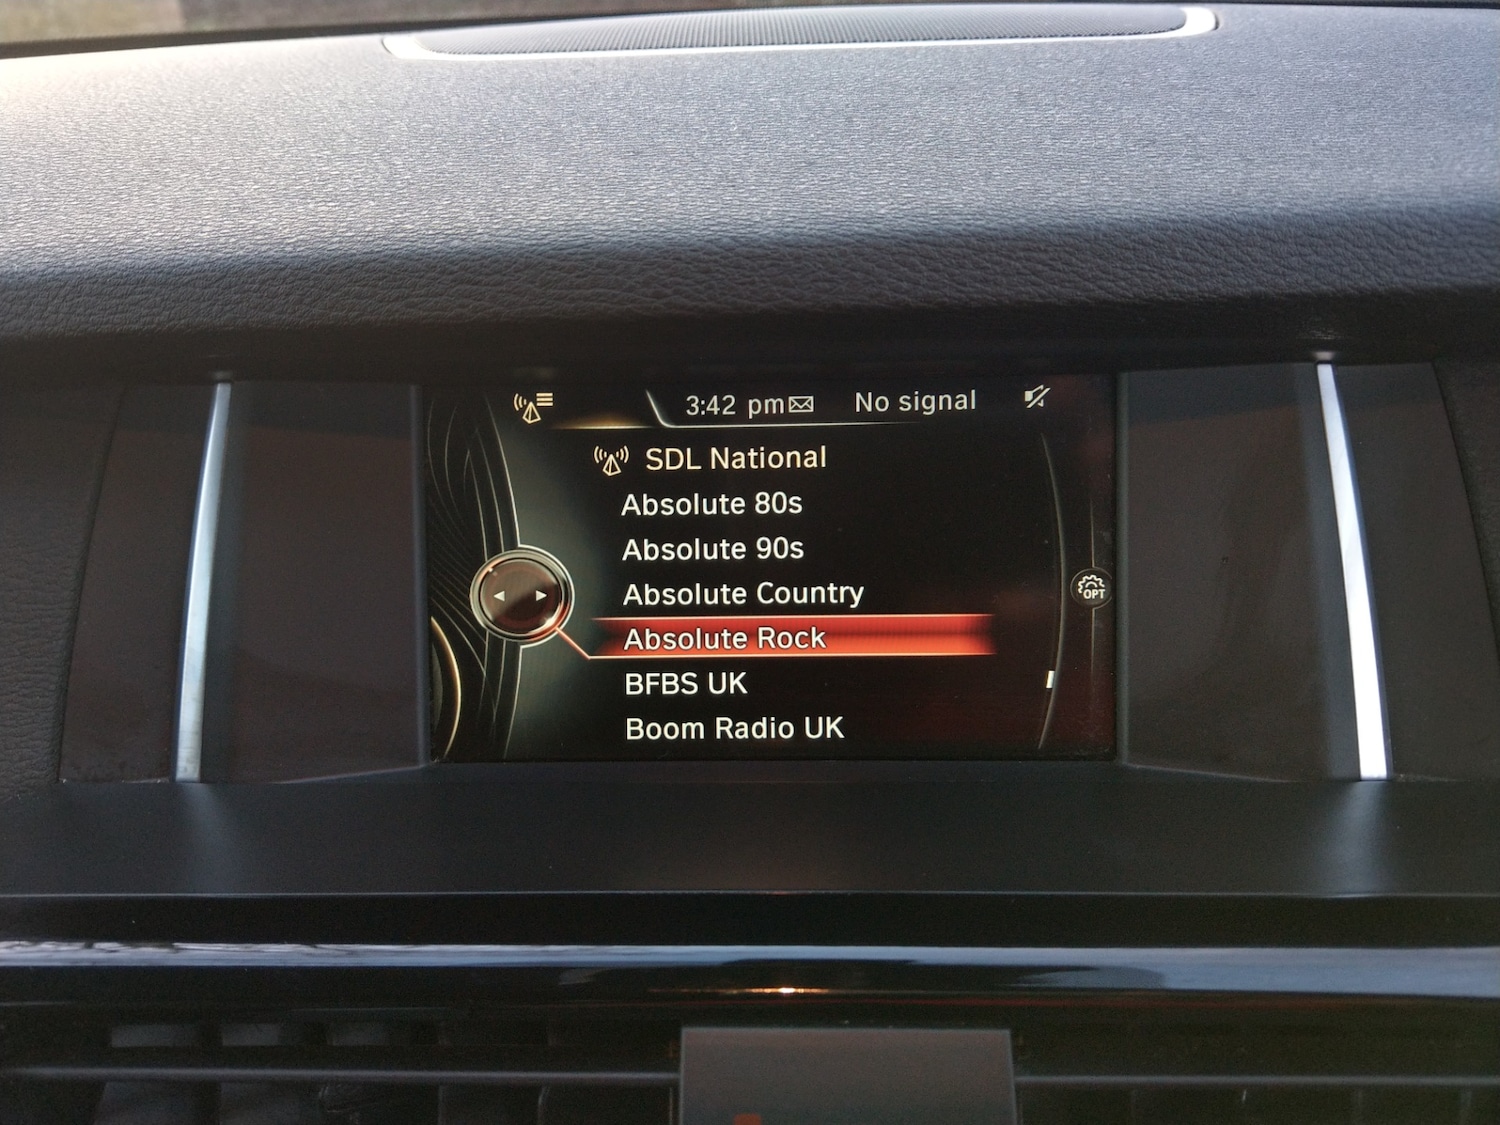 3:42 pm No signal
SDL National
Absolute 80s
Absolute 90s
Absolute Country
OPT
Absolute Rock
BFBS UK
Boom Radio UK